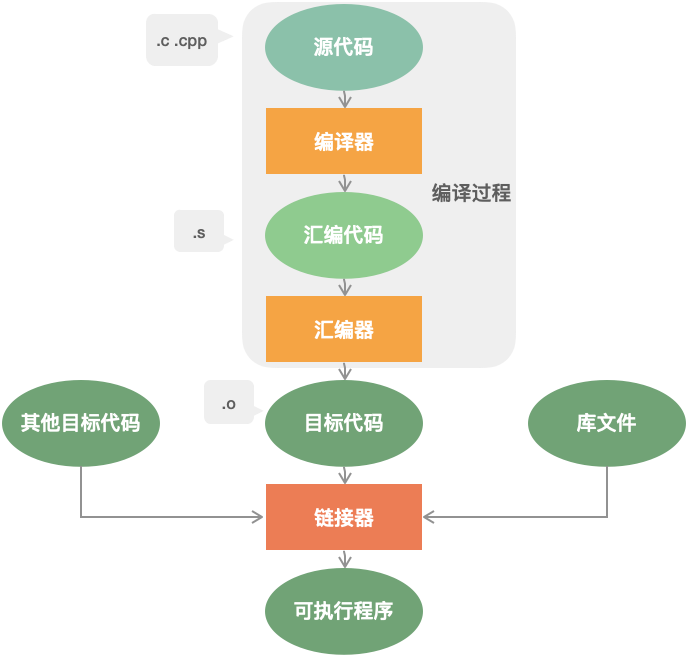 .c .cpp
源代码
编译器
编译过程
.s
汇编代码
汇编器
其他目标代码
.o
目标代码
库文件
链接器
可执行程序